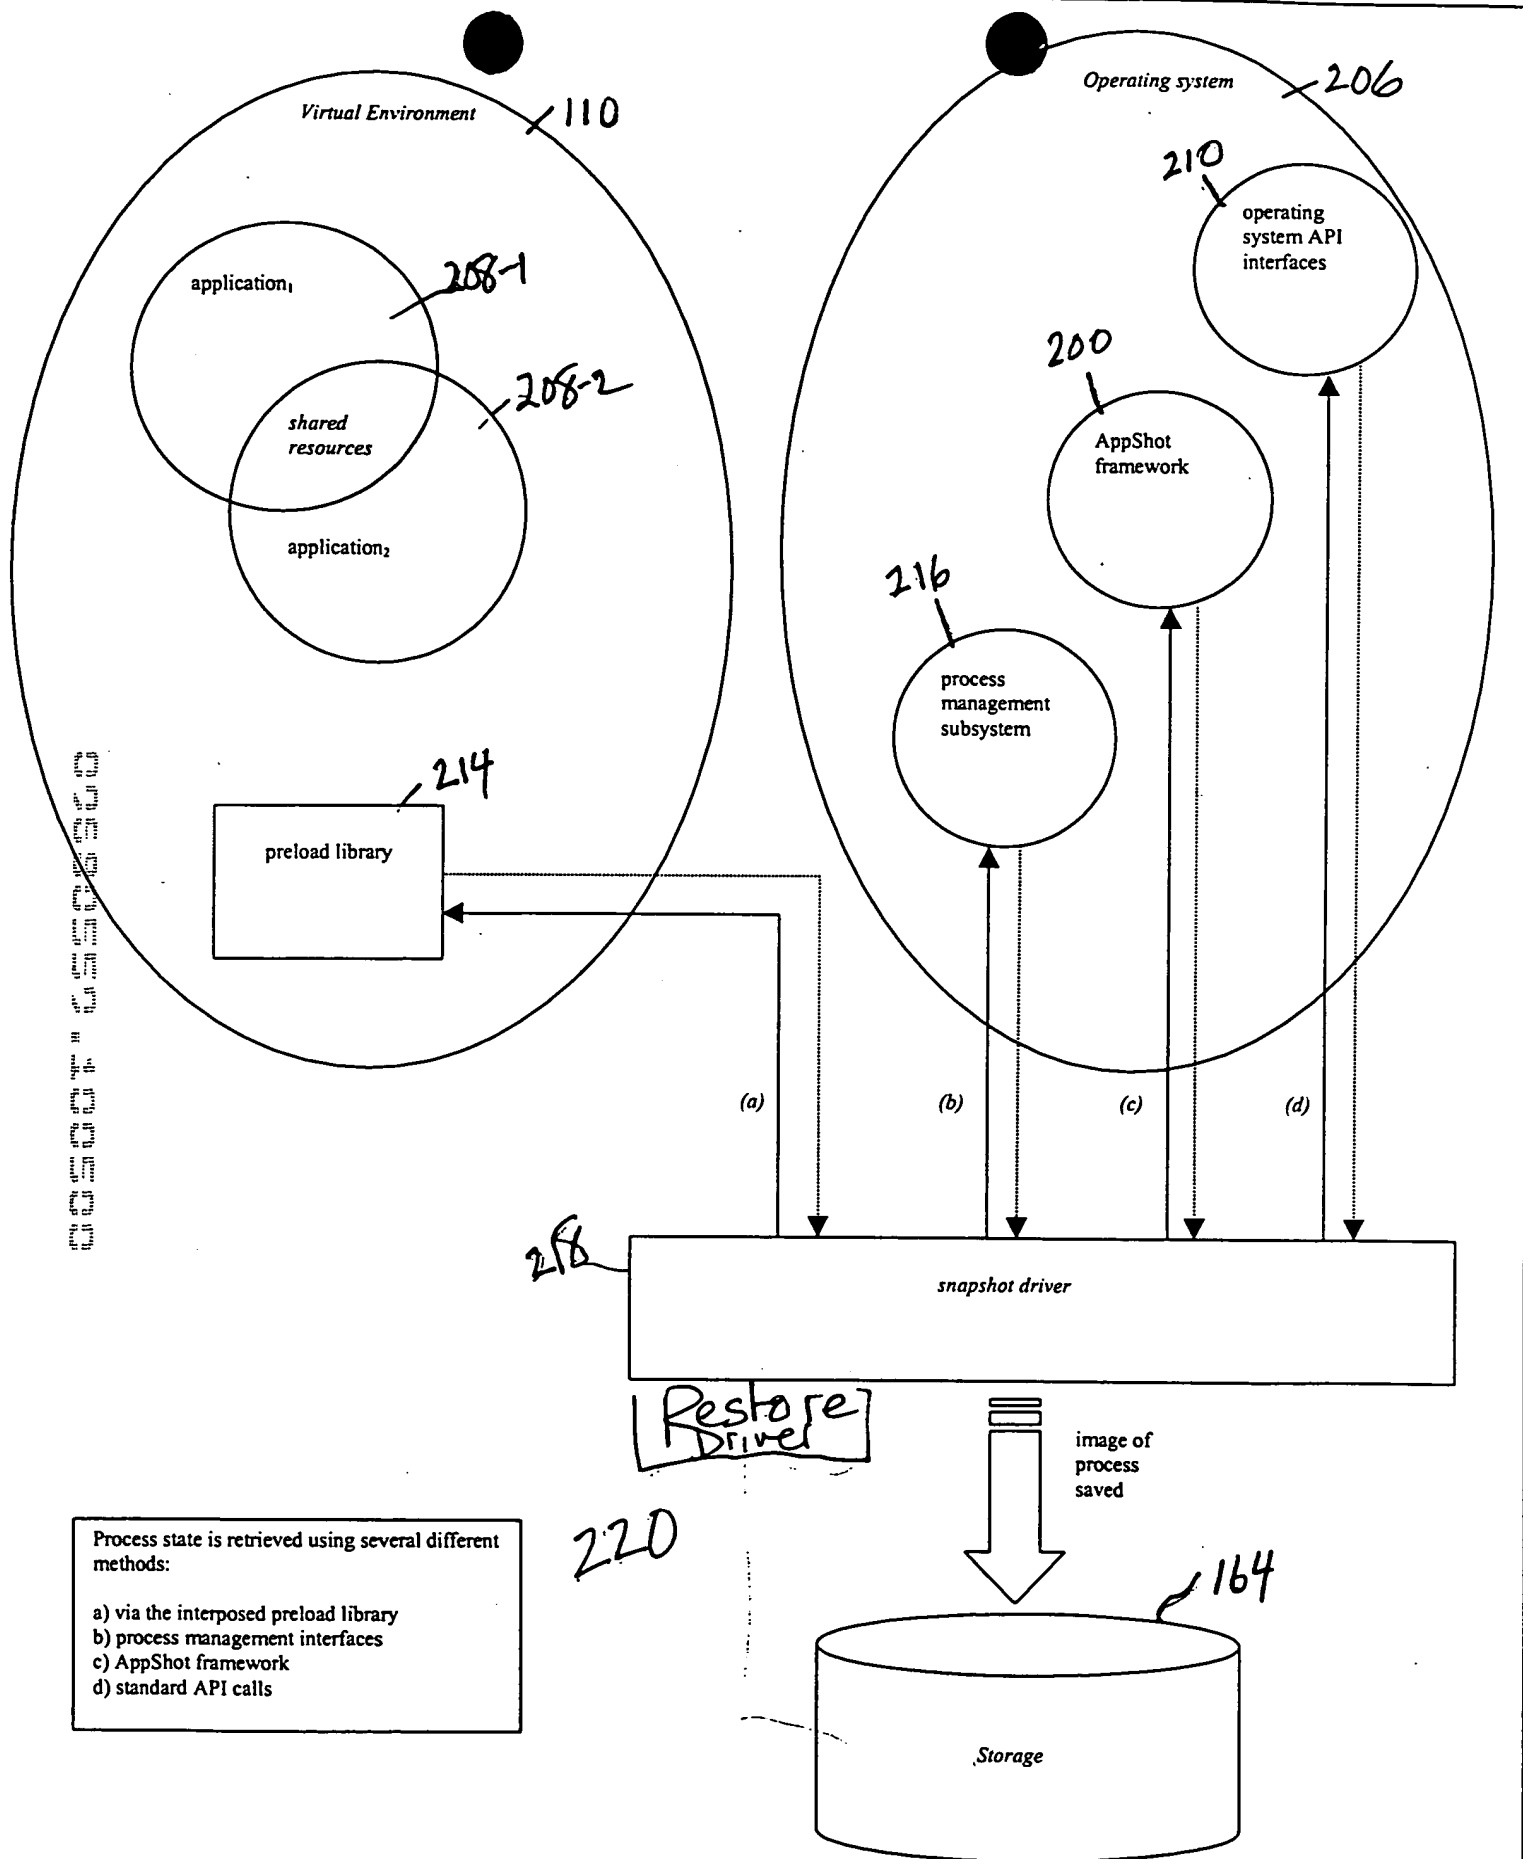 Virtual Environment
110
Operating system
206
210
operating
system API
interfaces
application₁
208-1
200
208-2
shared
resources
AppShot
framework
application₂
216
process
management
subsystem
214
preload library
(a)
(b)
(c)
(d)
218
snapshot driver
Restore
Driver
image of
process
saved
220
164
Process state is retrieved using several different
methods:
a) via the interposed preload library
b) process management interfaces
c) AppShot framework
d) standard API calls
Storage